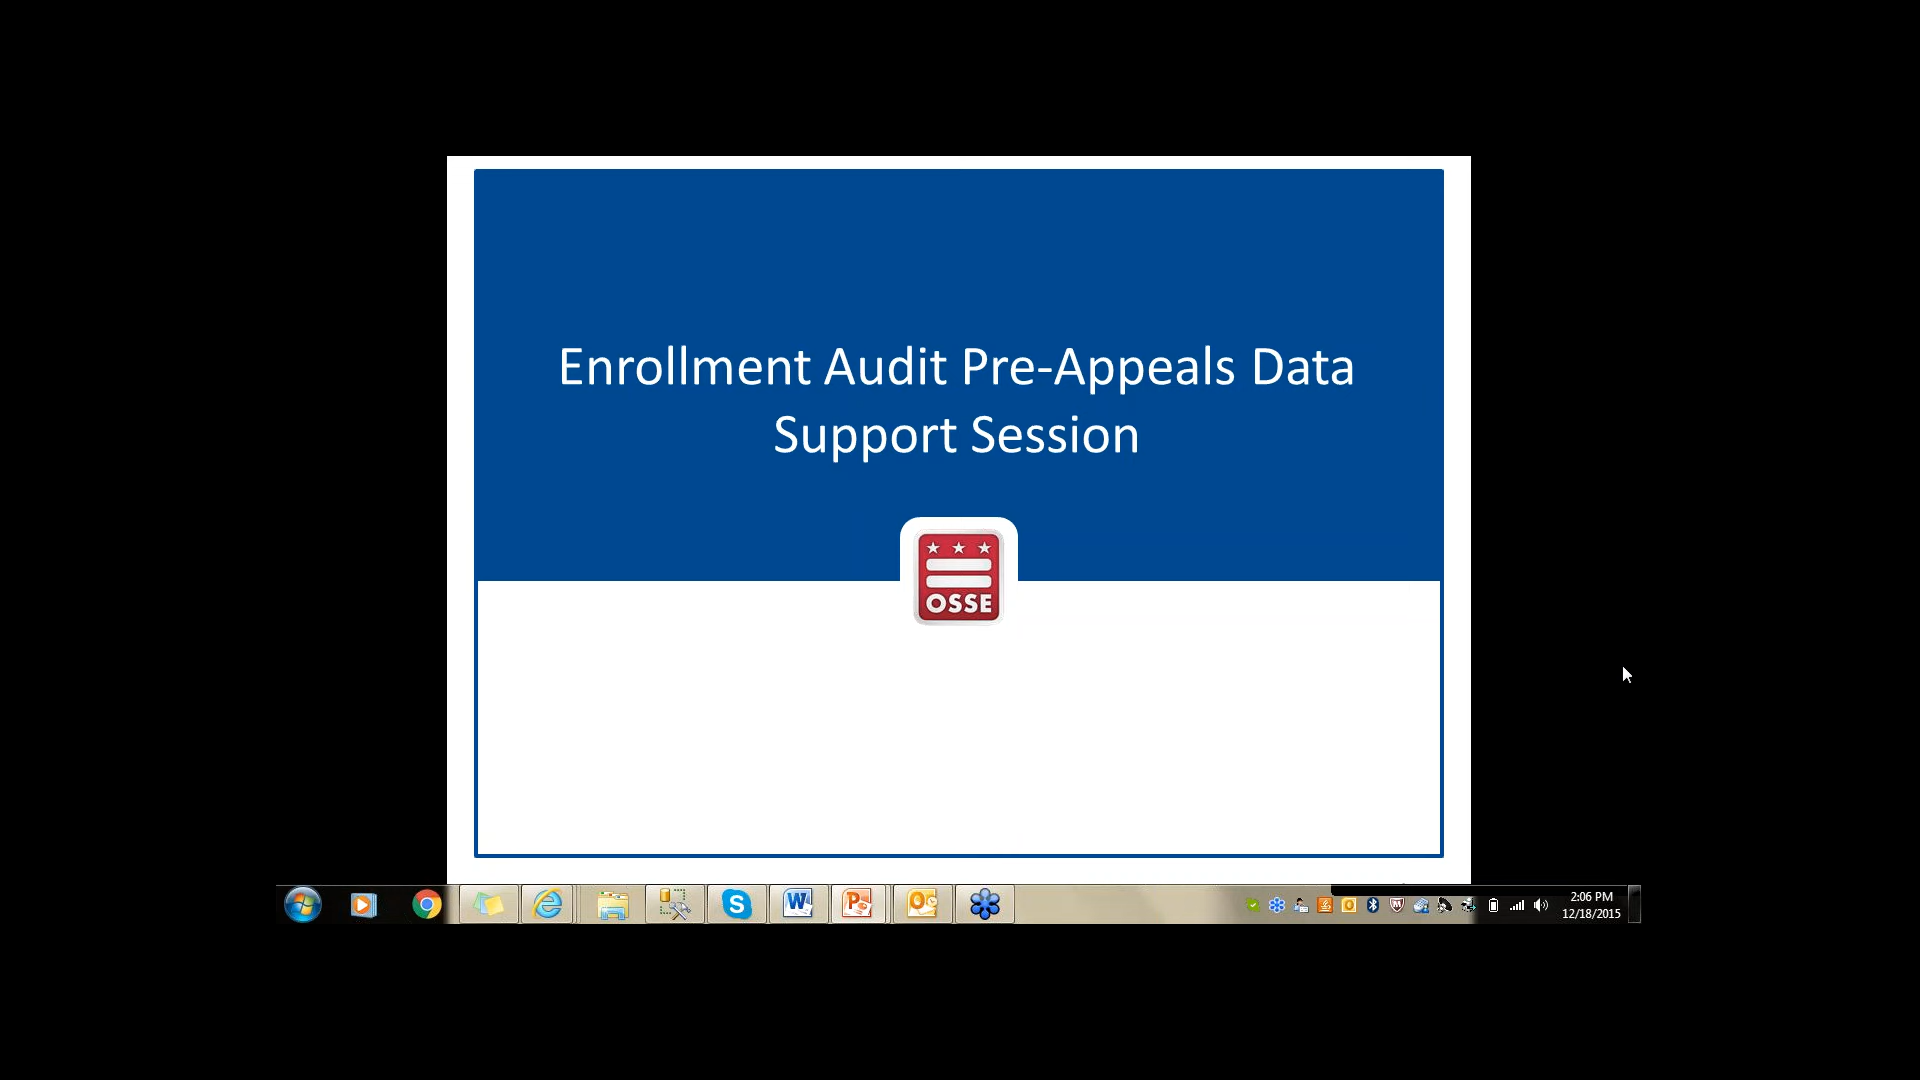 Enrollment Audit Pre-Appeals Data
Support Session
OSSE
2:06 PM
12/18/2015